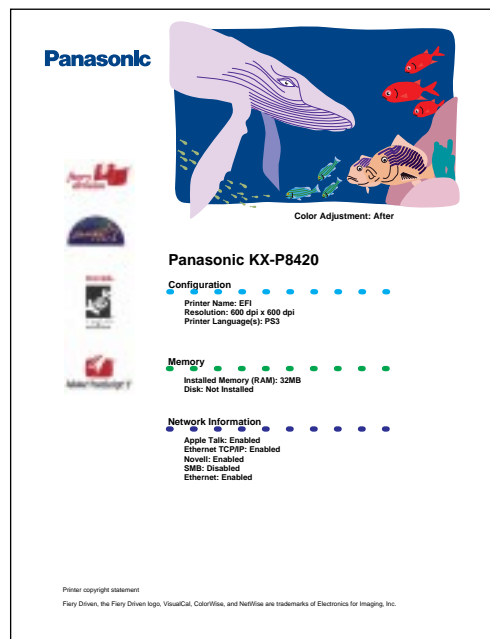 Panasonic
Color Adjustment: After
Panasonic KX-P8420
Configuration
Printer Name: EFI
Resolution: 600 dpi x 600 dpi
Printer Language(s): PS3
Memory
Installed Memory (RAM): 32MB
Disk: Not Installed
Network Information
Apple Talk: Enabled
Ethernet TCP/IP: Enabled
Novell: Enabled
SMB: Disabled
Ethernet: Enabled
Printer copyright statement
Fiery Driven, the Fiery Driven logo, VisualCal, ColorWise, and NetWise are trademarks of Electronics for Imaging, Inc.